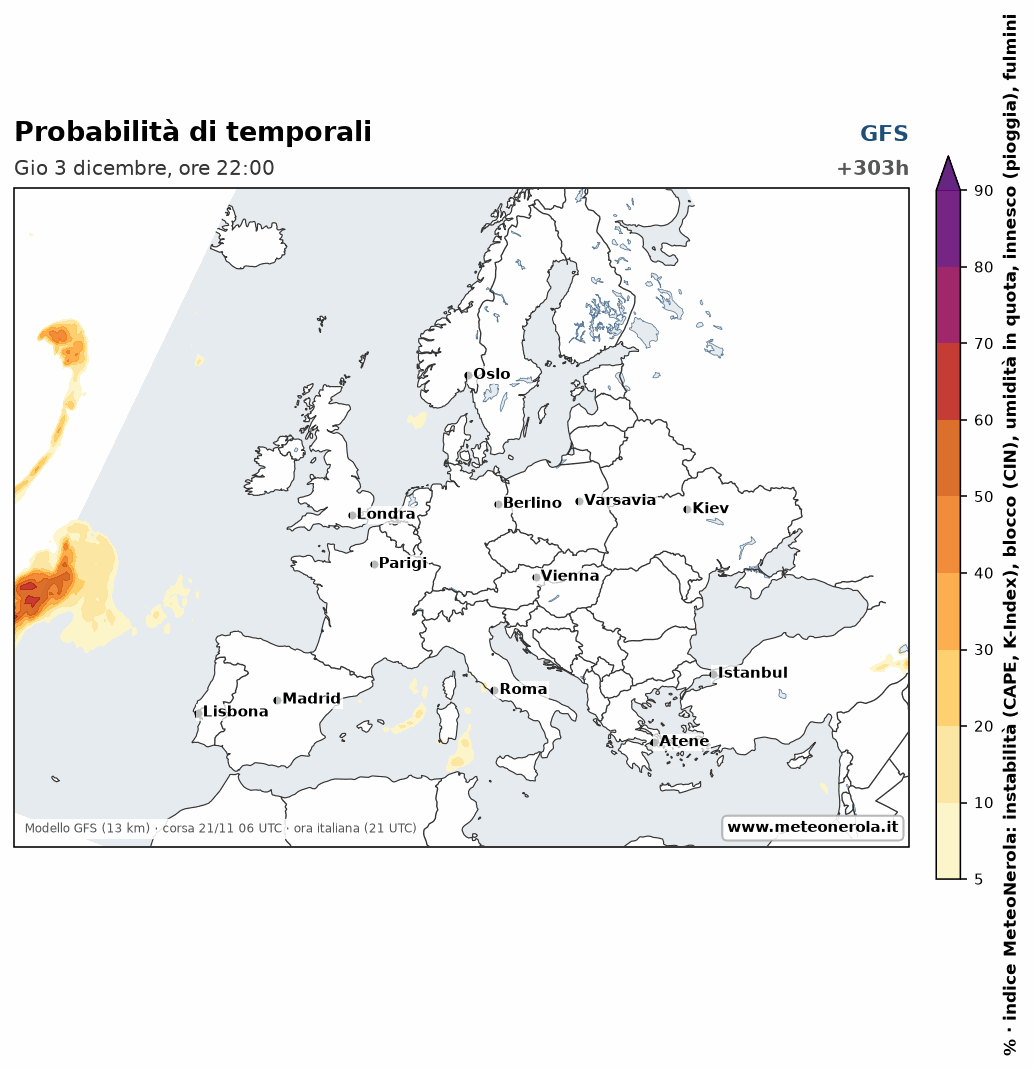 Probabilità di temporali
GFS
Gio 3 dicembre, ore 22:00
+303h
Oslo
Berlino
Varsavia
Kiev
Londra
Parigi
Vienna
Istanbul
Roma
Madrid
Lisbona
Atene
Modello GFS (13 km) · corsa 21/11 06 UTC · ora italiana (21 UTC)
www.meteonerola.it
90
80
70
60
50
40
30
20
10
5
% · indice MeteoNerola: instabilità (CAPE, K-Index), blocco (CIN), umidità in quota, innesco (pioggia), fulmini